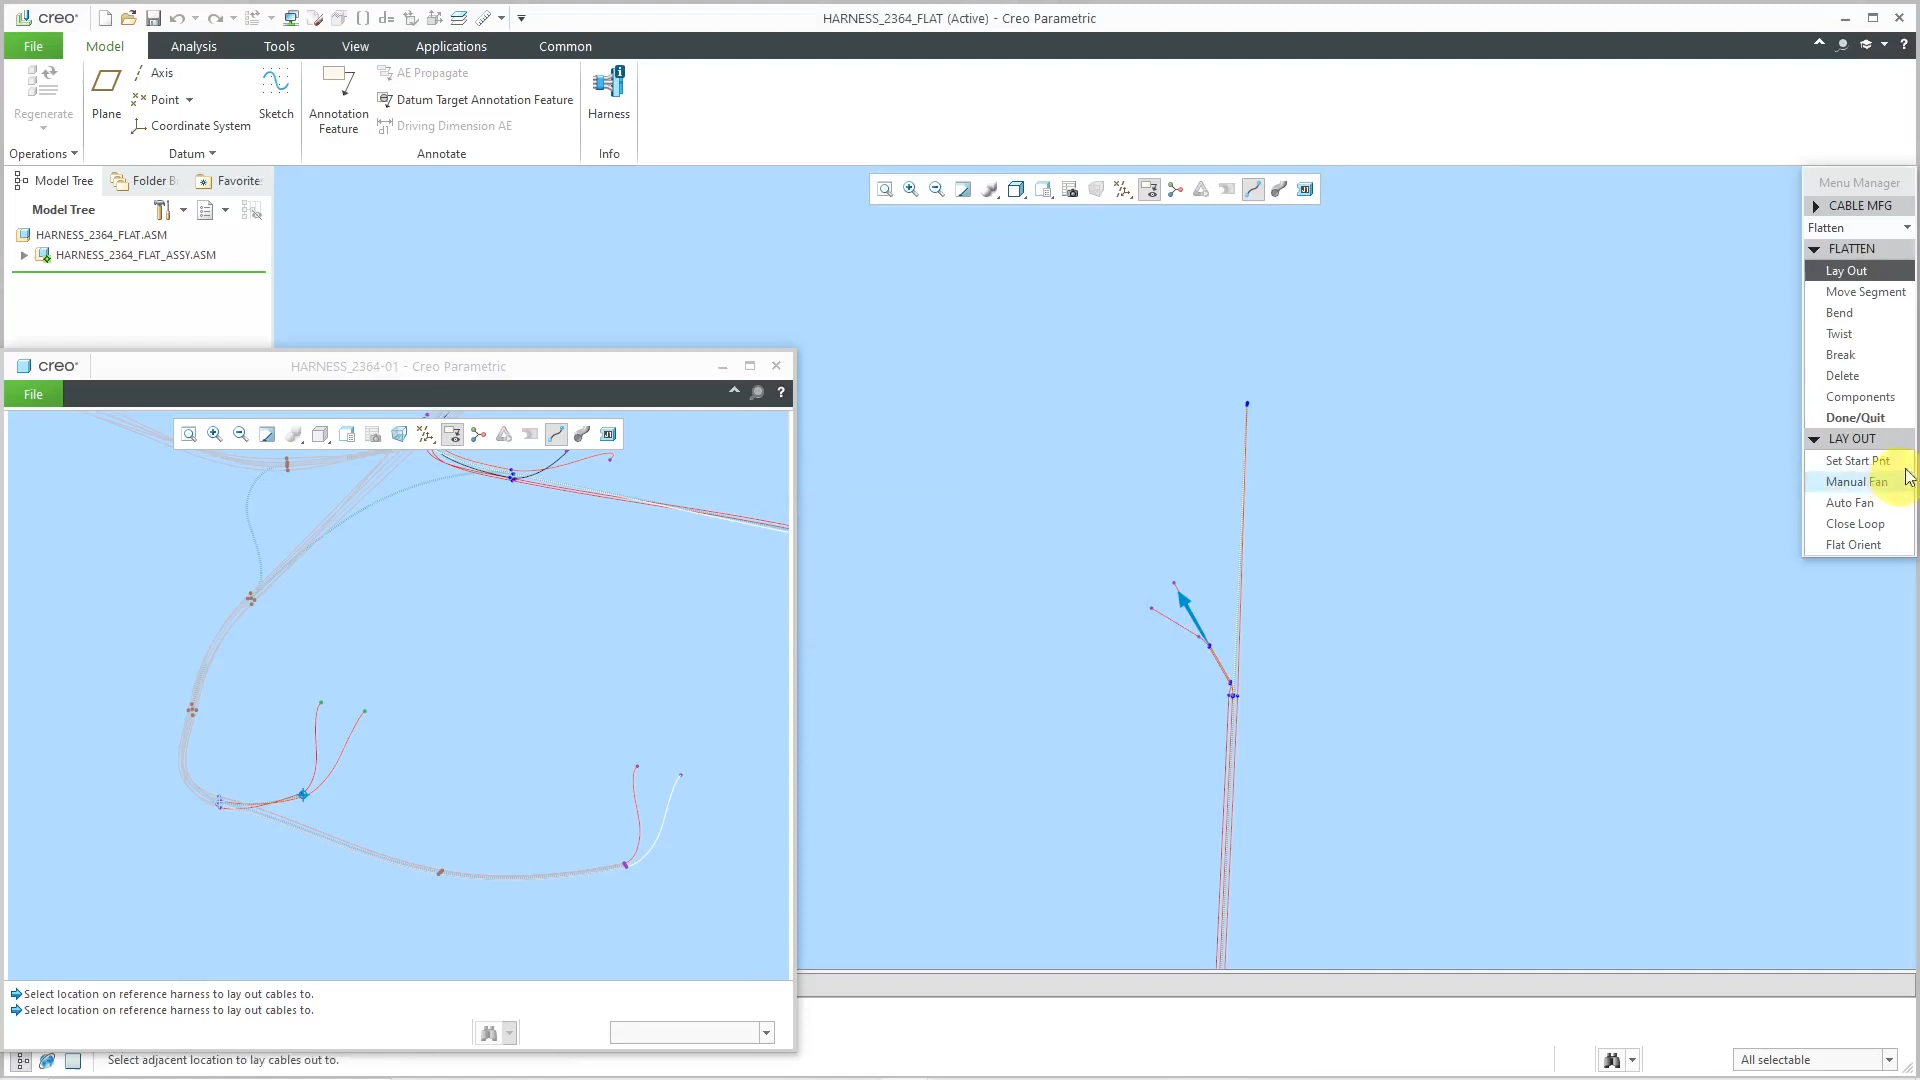 creo
HARNESS_2364_FLAT (Active) - Creo Parametric
File
Model
Analysis
Tools
View
Applications
Common
Regenerate
Plane
Axis
Point
Coordinate System
Sketch
Annotation
Feature
AE Propagate
Datum Target Annotation Feature
Driving Dimension AE
Harness
Operations
Datum
Annotate
Info
Model Tree
Folder B
Favorite
Model Tree
HARNESS_2364_FLAT.ASM
HARNESS_2364_FLAT_ASSY.ASM
Menu Manager
CABLE MFG
Flatten
FLATTEN
Lay Out
Move Segment
Bend
Twist
Break
Delete
Components
Done/Quit
LAY OUT
Set Start Pnt
Manual Fan
Auto Fan
Close Loop
Flat Orient
creo
HARNESS_2364-01 - Creo Parametric
File
Select location on reference harness to lay out cables to.
Select location on reference harness to lay out cables to.
Select adjacent location to lay cables out to.
All selectable